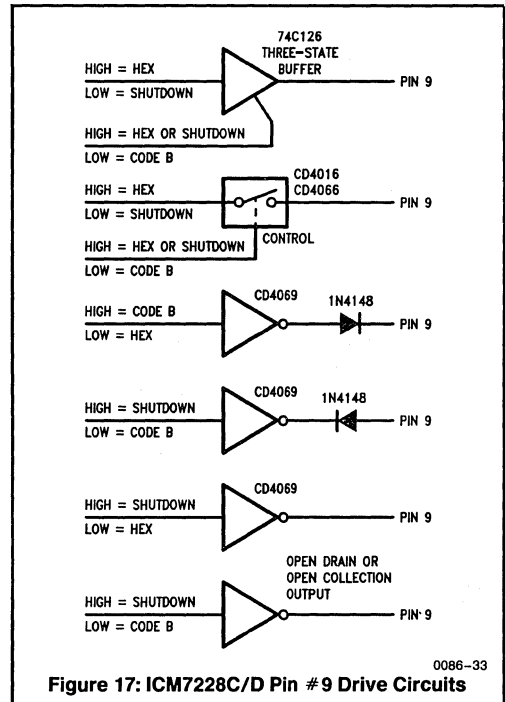 74C126
THREE-STATE
BUFFER
HIGH = HEX
LOW = SHUTDOWN
PIN 9
HIGH = HEX OR SHUTDOWN
LOW = CODE B
CD4016
CD4066
HIGH = HEX
LOW = SHUTDOWN
PIN 9
HIGH = HEX OR SHUTDOWN
LOW = CODE B
CONTROL
CD4069
1N4148
HIGH = CODE B
LOW = HEX
PIN 9
CD4069
1N4148
HIGH = SHUTDOWN
LOW = CODE B
PIN 9
CD4069
HIGH = SHUTDOWN
LOW = HEX
PIN 9
OPEN DRAIN OR
OPEN COLLECTION
OUTPUT
HIGH = SHUTDOWN
LOW = CODE B
PIN 9
0086-33
Figure 17: ICM7228C/D Pin #9 Drive Circuits